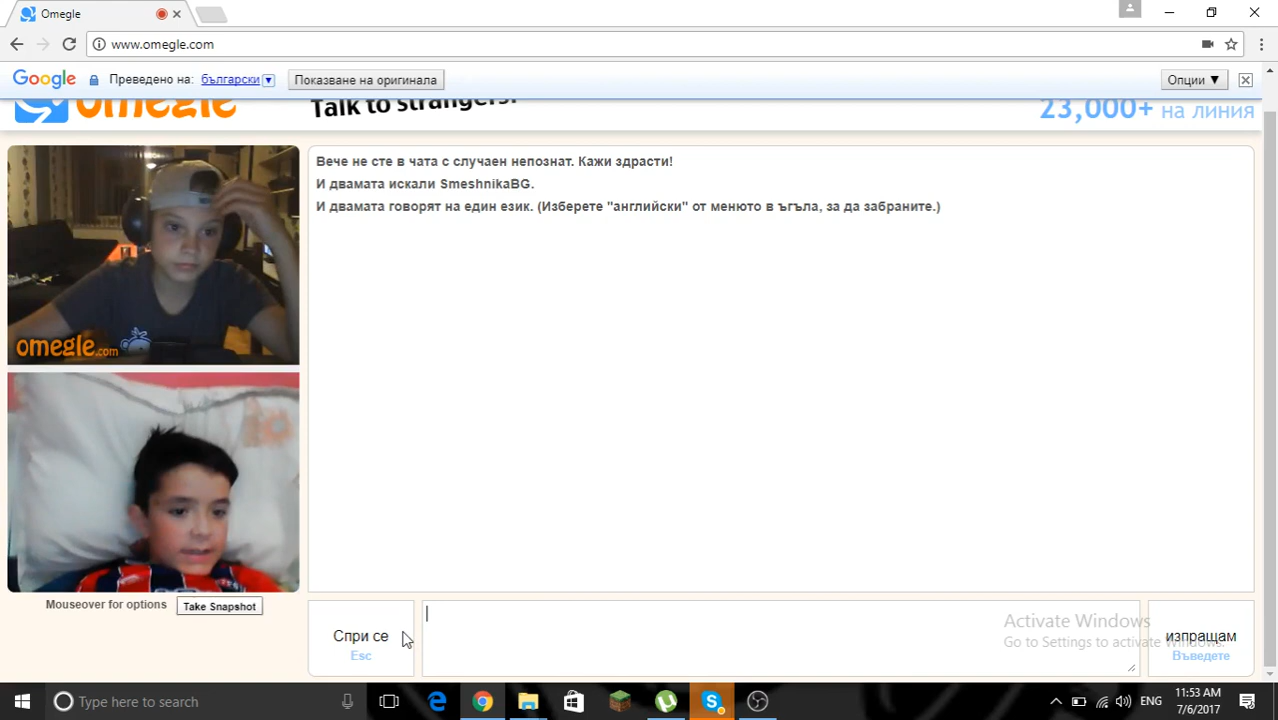 Omegle
www.omegle.com
Google Преведено на: български Показване на оригинала Опции ▼
omegle Talk to strangers! 23,000+ на линия
Вече не сте в чата с случаен непознат. Кажи здрасти!
И двамата искали SmeshnikaBG.
И двамата говорят на един език. (Изберете "английски" от менюто в ъгъла, за да забраните.)
omegle.com
Mouseover for options Take Snapshot
Спри се
Esc
Activate Windows
Go to Settings to activate Windows.
изпращам
Въведете
Type here to search
ENG
11:53 AM
7/6/2017